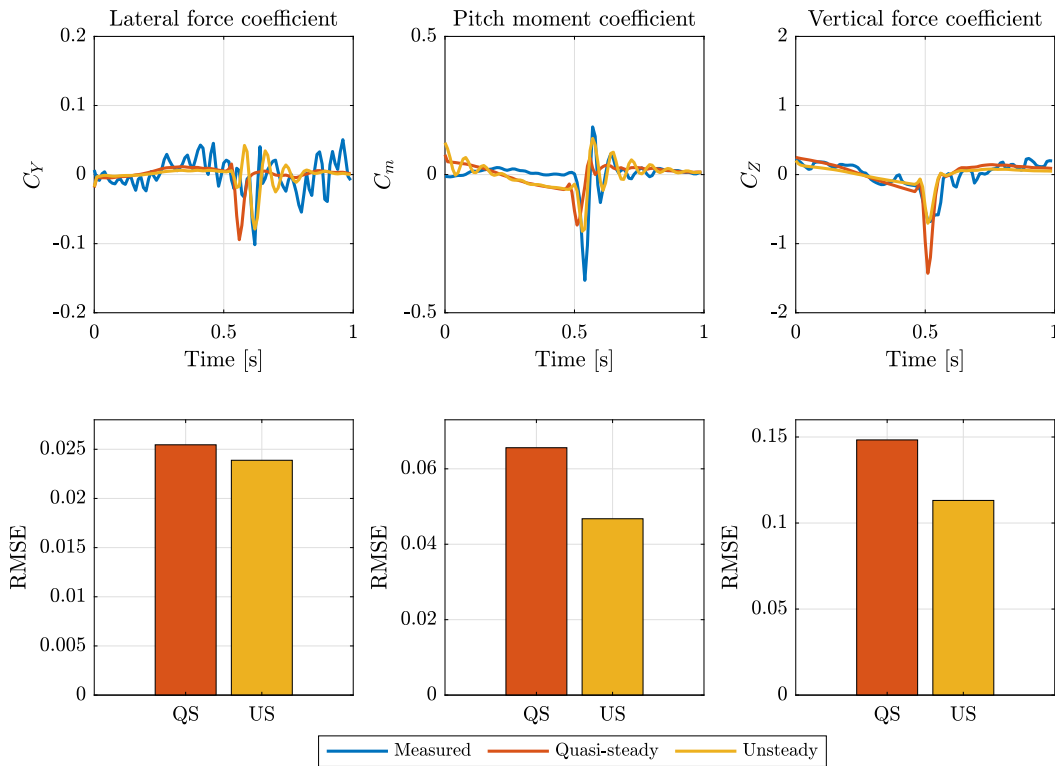 Lateral force coefficient
0.2
0.1
0
-0.1
-0.2
C_Y
0
0.5
1
Time [s]
Pitch moment coefficient
0.5
0
-0.5
C_m
0
0.5
1
Time [s]
Vertical force coefficient
2
1
0
-1
-2
C_Z
0
0.5
1
Time [s]
0.025
0.02
0.015
0.01
0.005
0
RMSE
QS
US
0.06
0.04
0.02
0
RMSE
QS
US
0.15
0.1
0.05
0
RMSE
QS
US
Measured
Quasi-steady
Unsteady